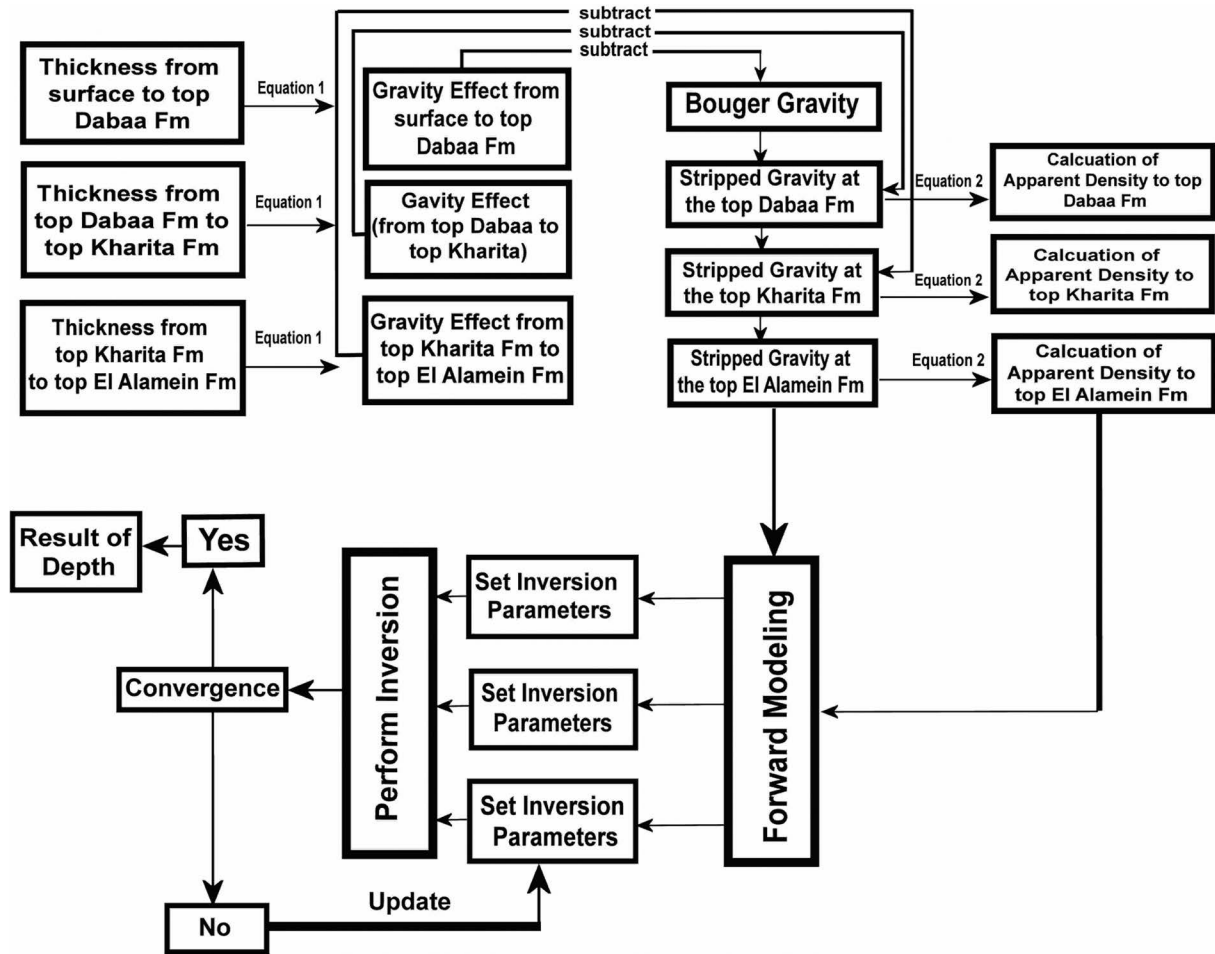 subtract
subtract
subtract
Thickness from
surface to top
Dabaa Fm
Equation 1
Gravity Effect from
surface to top
Dabaa Fm
Bouger Gravity
Thickness from
top Dabaa Fm to
top Kharita Fm
Equation 1
Gavity Effect
(from top Dabaa to
top Kharita)
Stripped Gravity at
the top Dabaa Fm
Equation 2
Calcuation of
Apparent Density to top
Dabaa Fm
Stripped Gravity at
the top Kharita Fm
Equation 2
Calcuation of
Apparent Density to
top Kharita Fm
Thickness from
top Kharita Fm
to top El Alamein Fm
Equation 1
Gravity Effect from
top Kharita Fm to
top El Alamein Fm
Stripped Gravity at
the top El Alamein Fm
Equation 2
Calcuation of
Apparent Density to
top El Alamein Fm
Result of
Depth
Yes
Convergence
No
Update
Perform Inversion
Set Inversion
Parameters
Set Inversion
Parameters
Set Inversion
Parameters
Forward Modeling